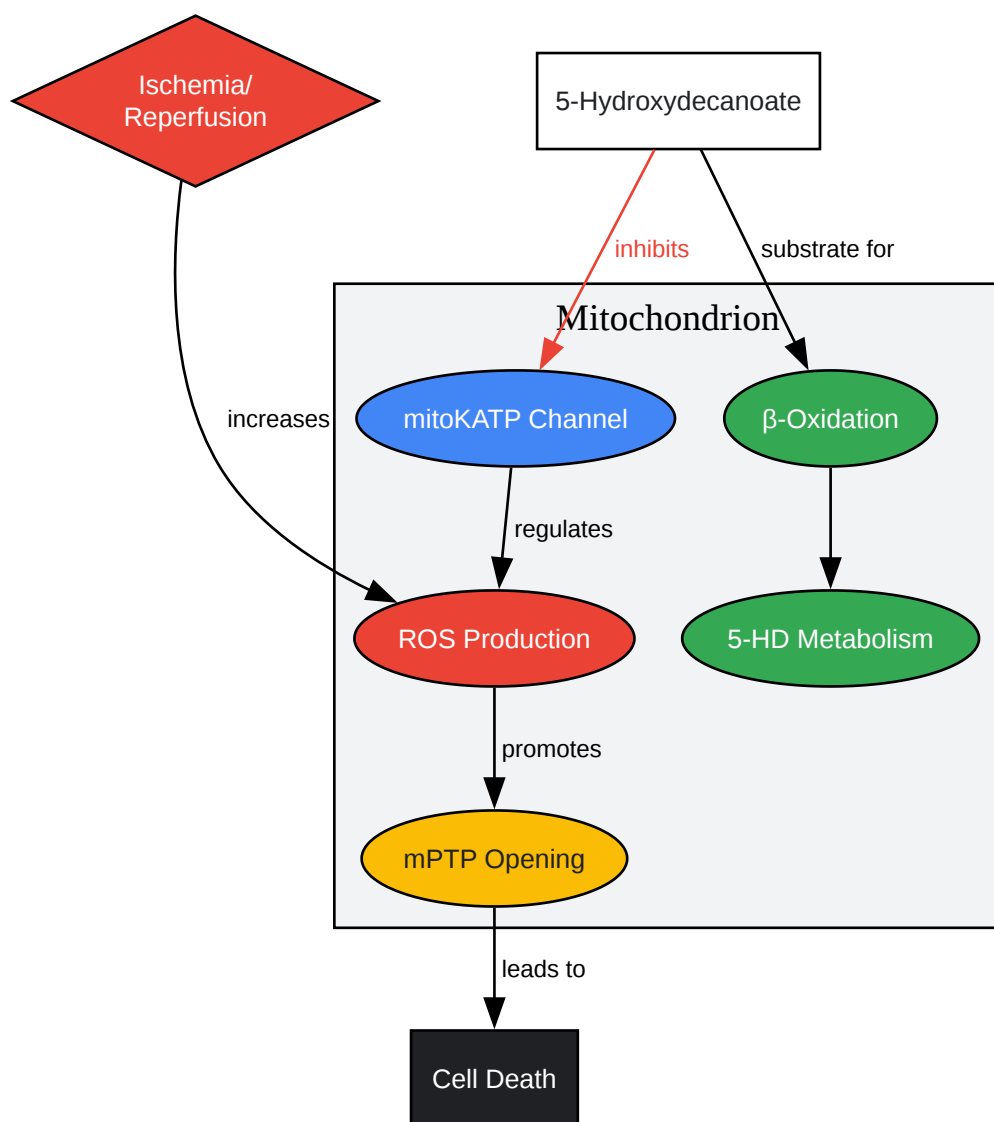 Ischemia/
Reperfusion
5-Hydroxydecanoate
inhibits
substrate for
Mitochondrion
increases
mitoKATP Channel
β-Oxidation
regulates
ROS Production
5-HD Metabolism
promotes
mPTP Opening
leads to
Cell Death